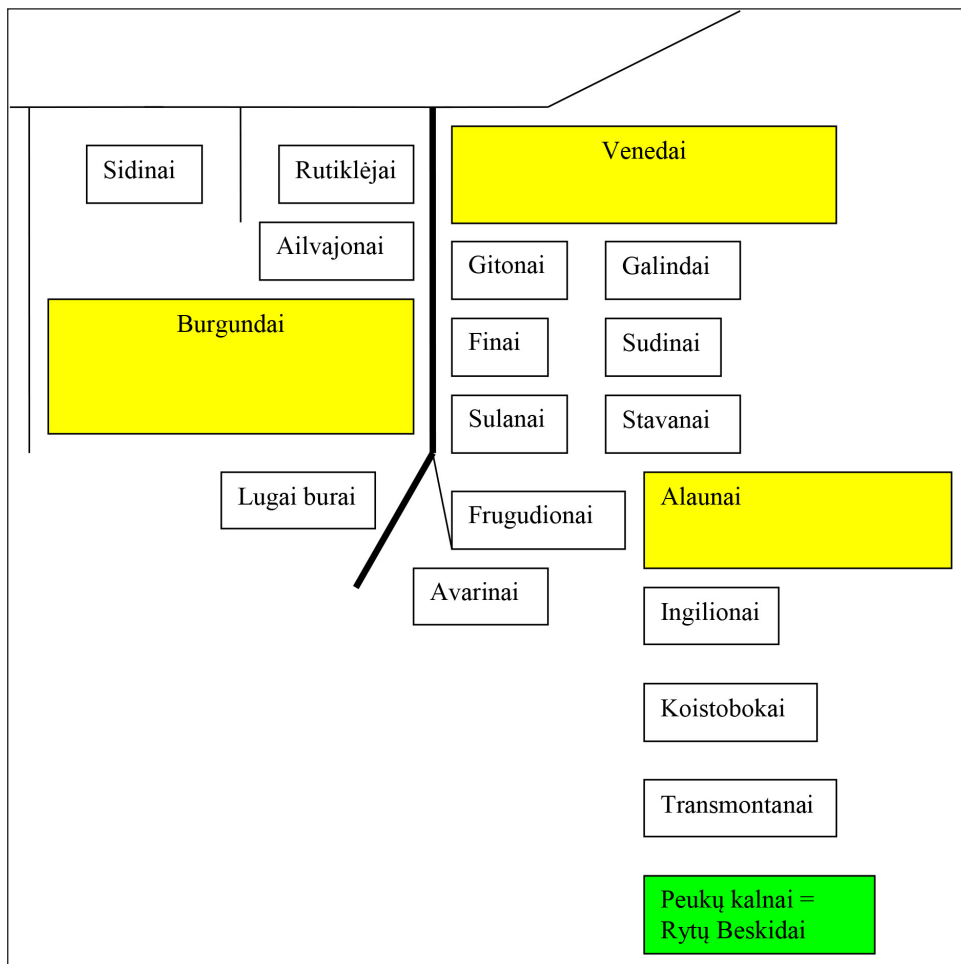 Sidinai
Rutiklėjai
Venedai
Ailvajonai
Gitonai
Galindai
Burgundai
Finai
Sudinai
Sulanai
Stavanai
Lugai burai
Frugudionai
Alaunai
Avarinai
Ingilionai
Koistobokai
Transmontanai
Peukų kalnai =
Rytų Beskidai